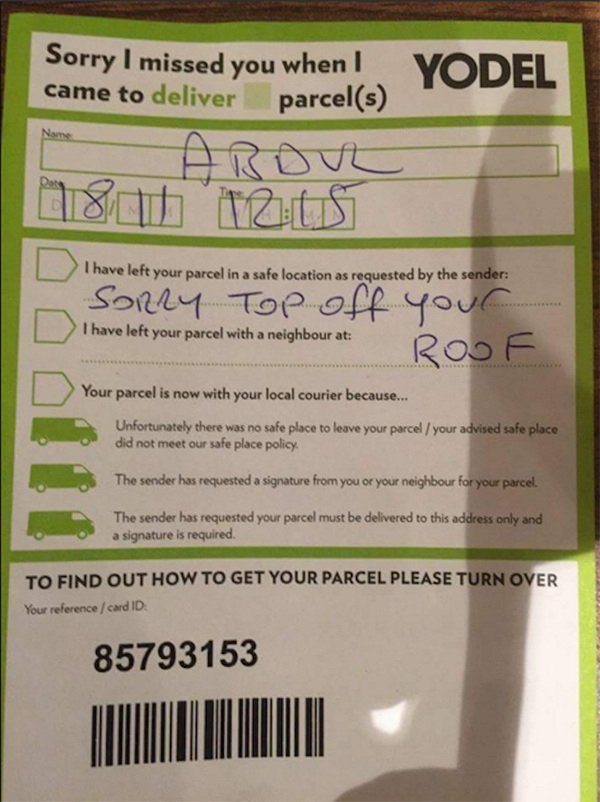 Sorry I missed you when I
came to deliver parcel(s)
YODEL
Name:
ABDUL
Date:
18/11
Time:
12:15
I have left your parcel in a safe location as requested by the sender:
SORRY TOP off your
ROOF
I have left your parcel with a neighbour at:
Your parcel is now with your local courier because...
Unfortunately there was no safe place to leave your parcel / your advised safe place
did not meet our safe place policy.
The sender has requested a signature from you or your neighbour for your parcel.
The sender has requested your parcel must be delivered to this address only and
a signature is required.
TO FIND OUT HOW TO GET YOUR PARCEL PLEASE TURN OVER
Your reference / card ID:
85793153